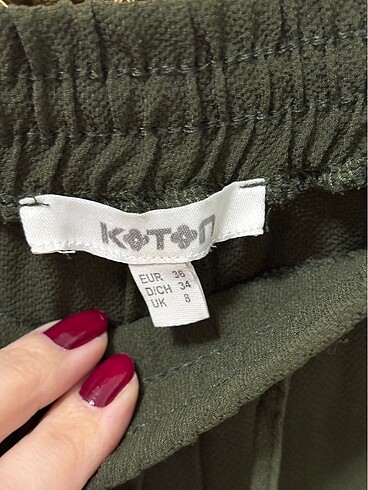 KOTON
EUR 36
D/CH 34
UK 8